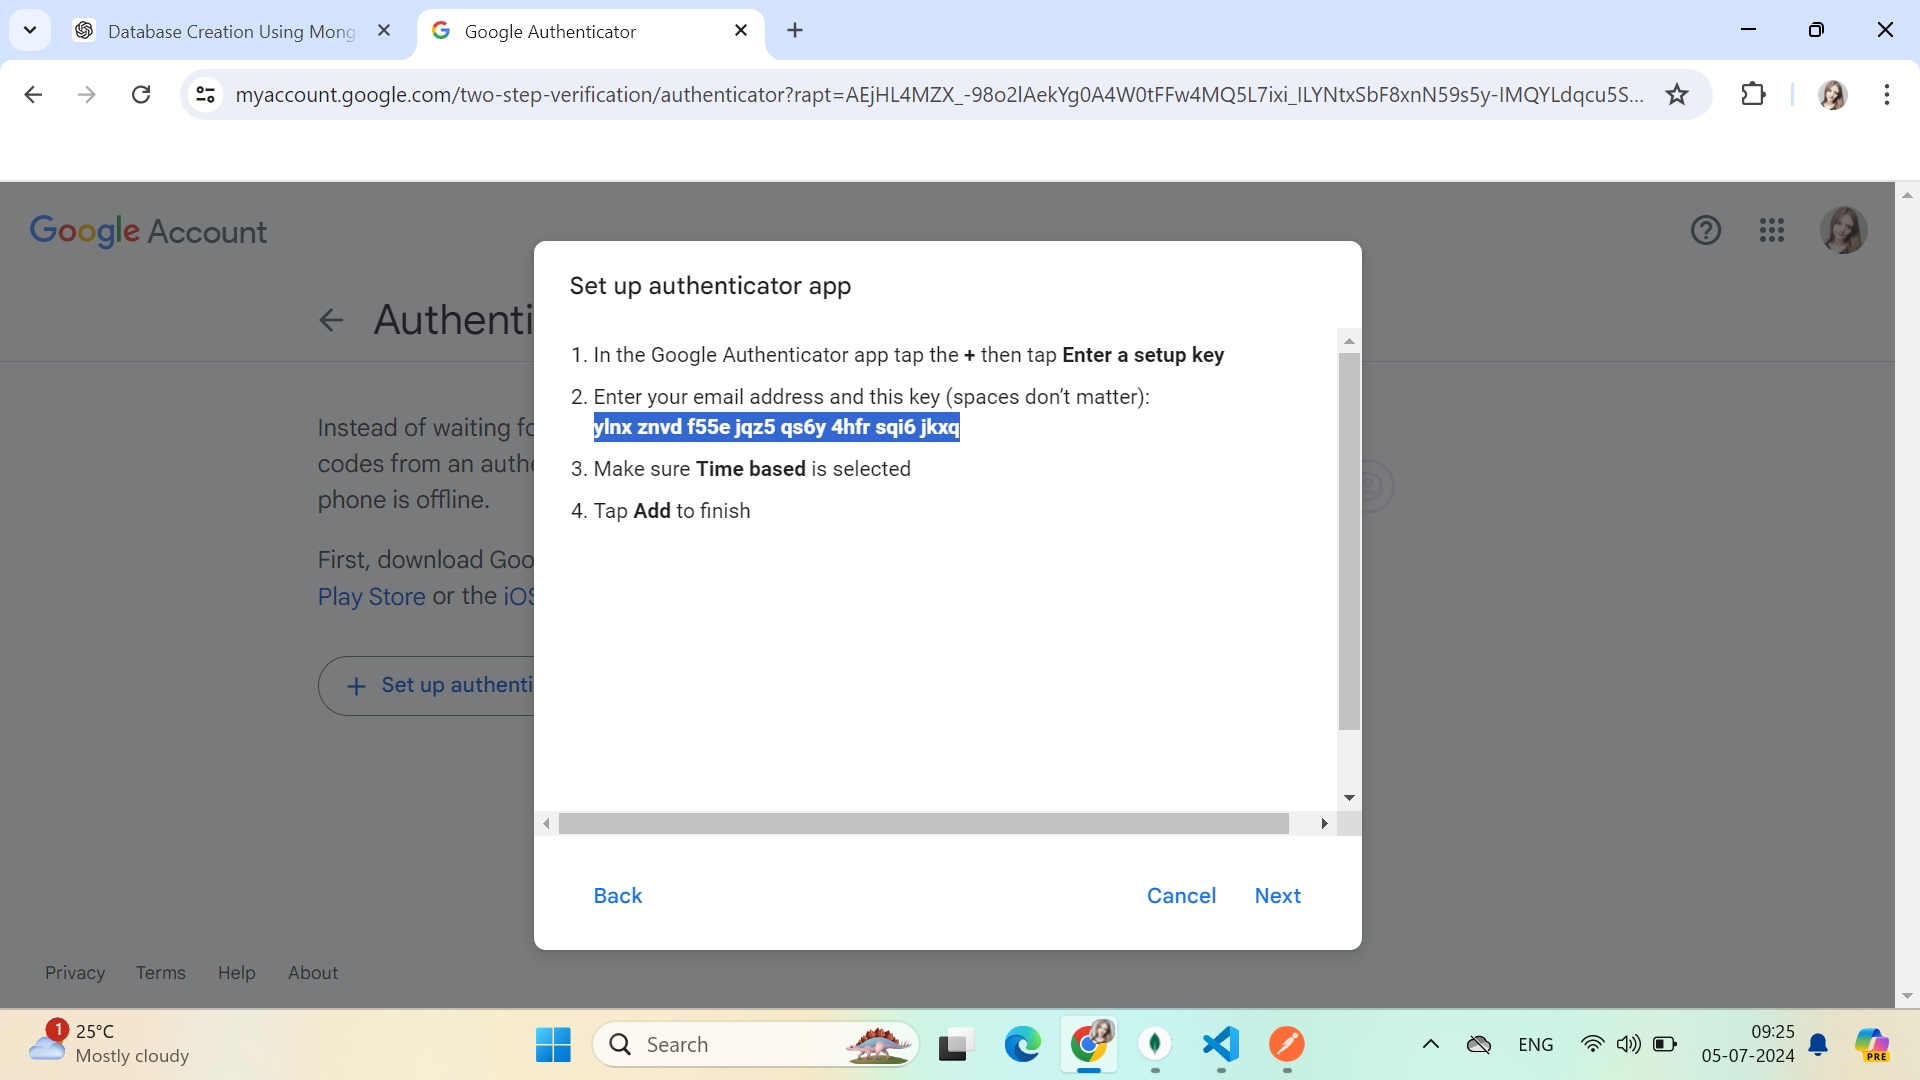 Database Creation Using Mong
Google Authenticator
myaccount.google.com/two-step-verification/authenticator?rapt=AEjHL4MZX_-98o2lAekYg0A4W0tFFw4MQ5L7ixi_ILYNtxSbF8xnN59s5y-IMQYLdqcu5S...
Google Account
Authenti
Set up authenticator app
1. In the Google Authenticator app tap the + then tap Enter a setup key
2. Enter your email address and this key (spaces don’t matter):
ylnx znvd f55e jqz5 qs6y 4hfr sqi6 jkxq
3. Make sure Time based is selected
4. Tap Add to finish
Instead of waiting fo
codes from an authe
phone is offline.
First, download Goo
Play Store or the iOS
+ Set up authenti
Back
Cancel
Next
Privacy Terms Help About
1
25°C
Mostly cloudy
Search
ENG
09:25
05-07-2024
PRE